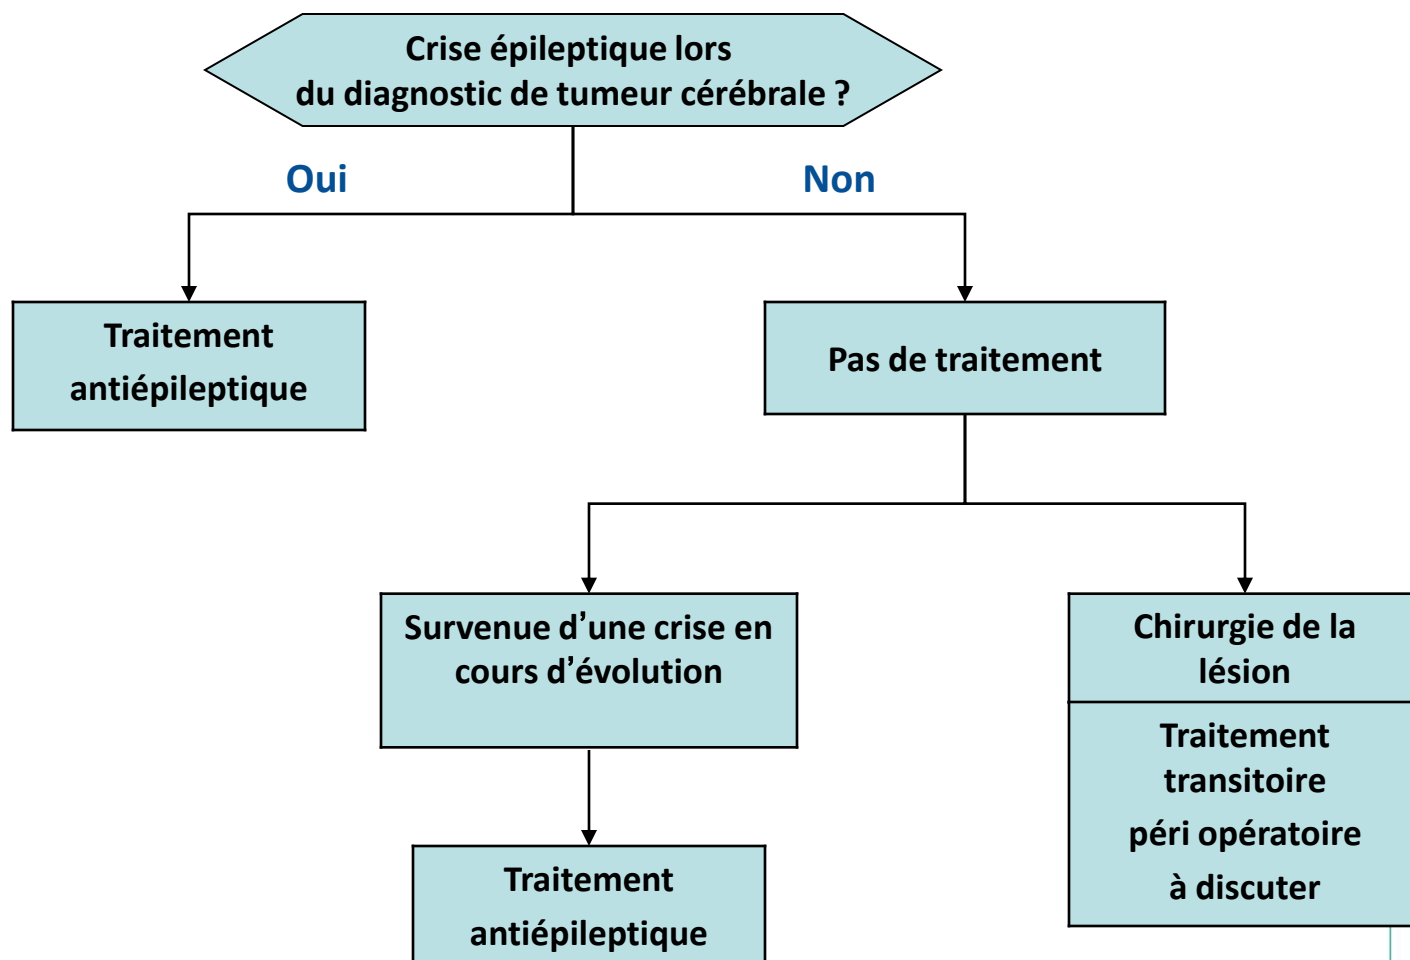 Crise épileptique lors
du diagnostic de tumeur cérébrale ?
Oui
Non
Traitement
antiépileptique
Pas de traitement
Survenue d’une crise en
cours d’évolution
Chirurgie de la
lésion
Traitement
transitoire
péri opératoire
à discuter
Traitement
antiépileptique